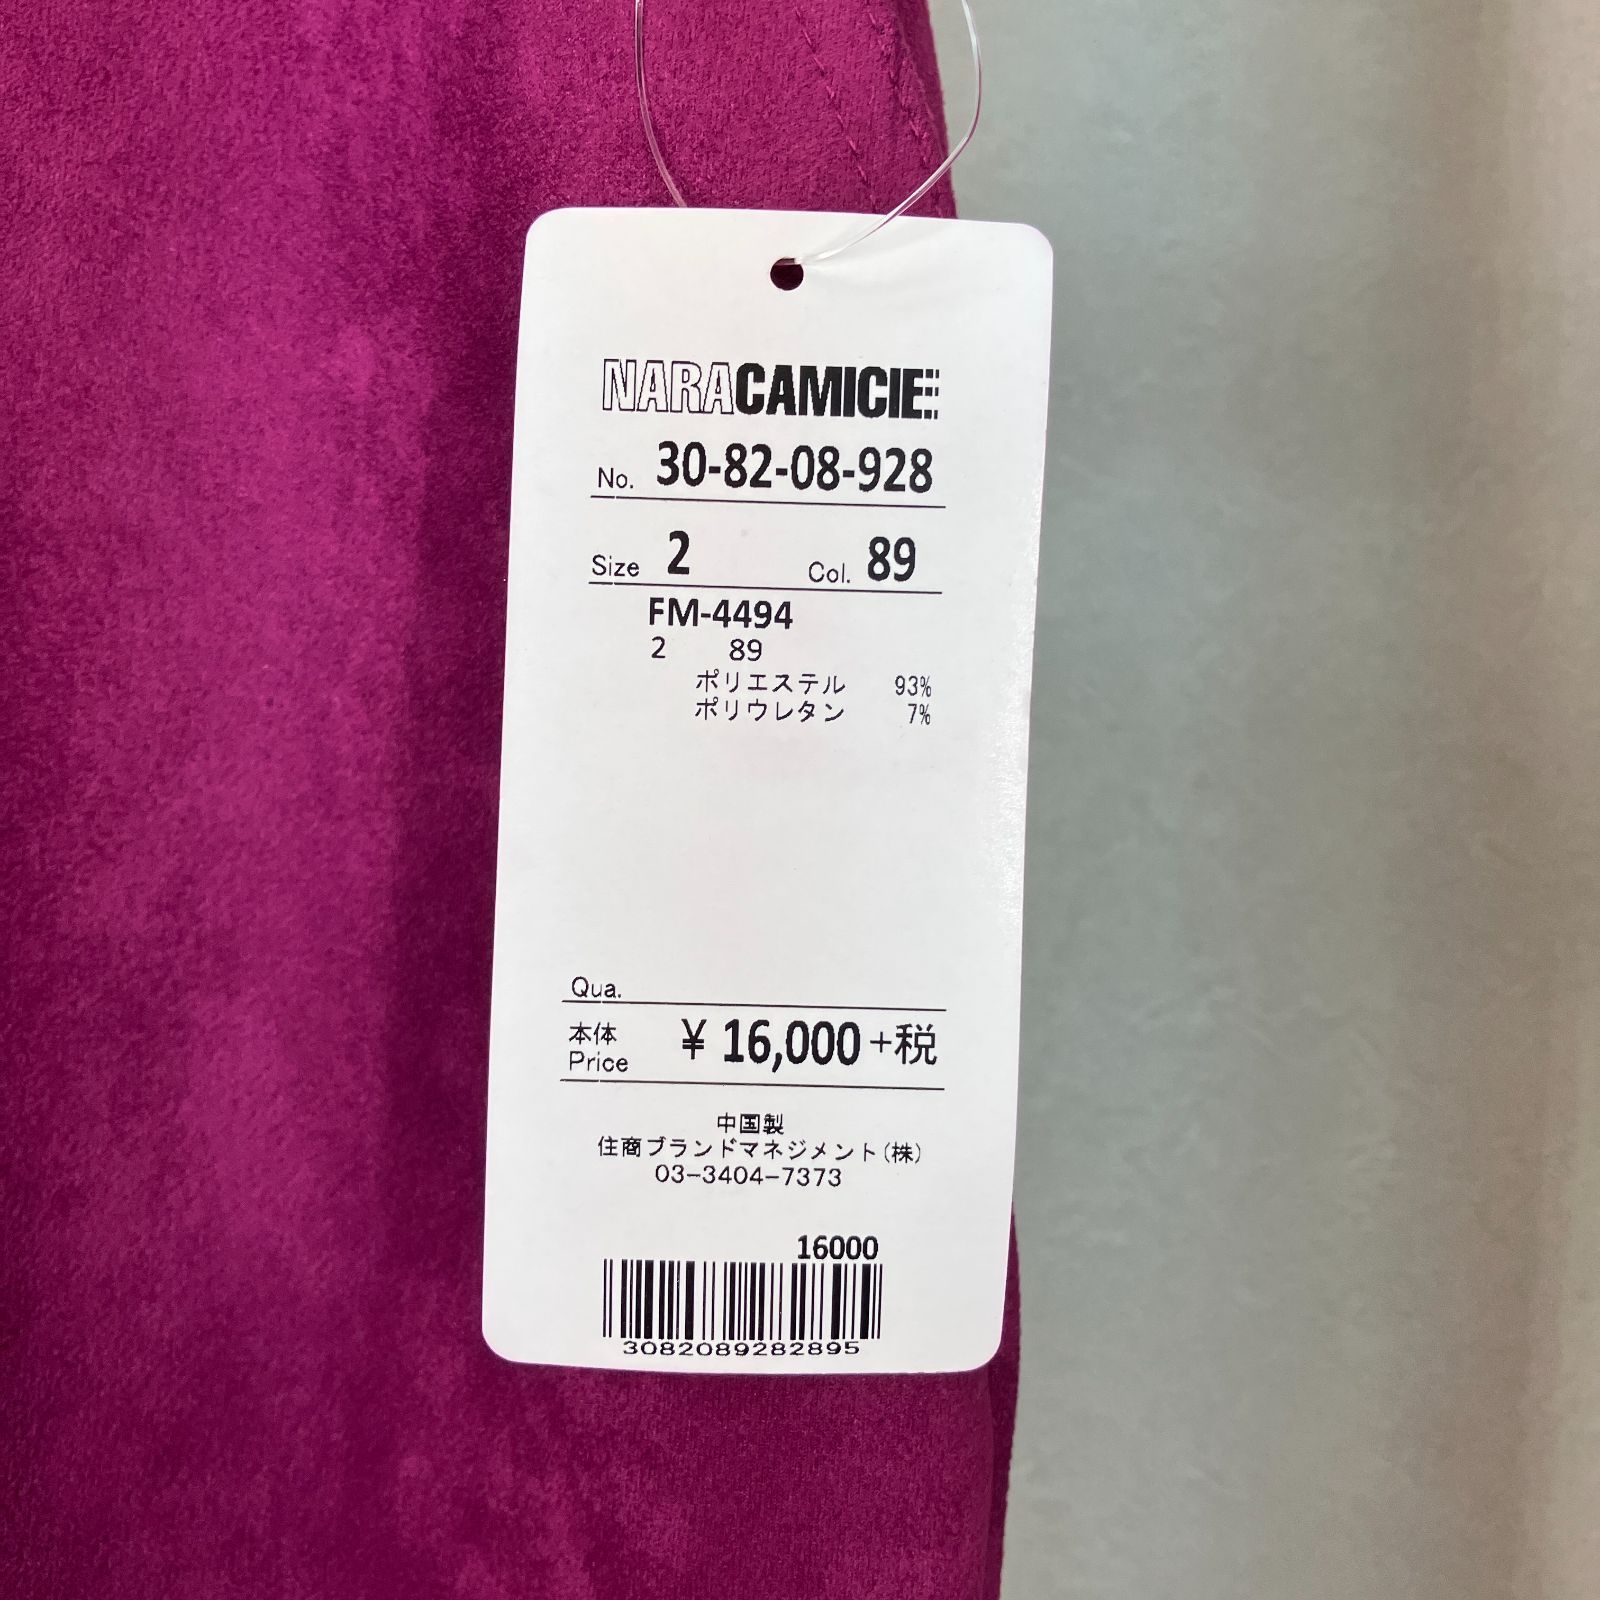 NARACAMICIE
No. 30-82-08-928
Size 2 Col. 89
FM-4494
2 89
ポリエステル 93%
ポリウレタン 7%
Qua.
本体 Price ¥ 16,000+税
中国製
住商ブランドマネジメント(株)
03-3404-7373
16000
3082089282895